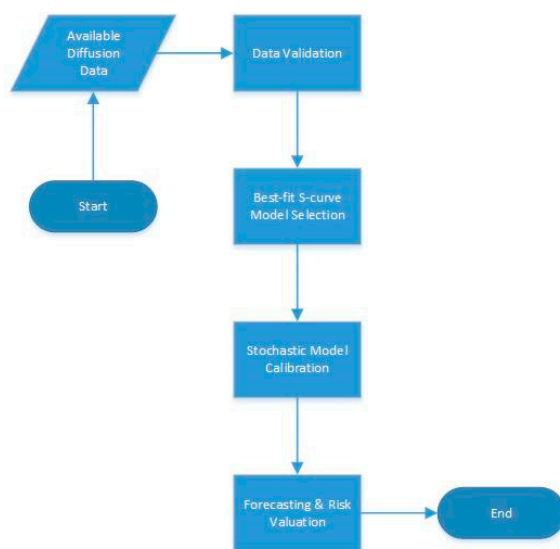 Available
Diffusion
Data
Data Validation
Start
Best-fit S-curve
Model Selection
Stochastic Model
Calibration
Forecasting & Risk
Valuation
End